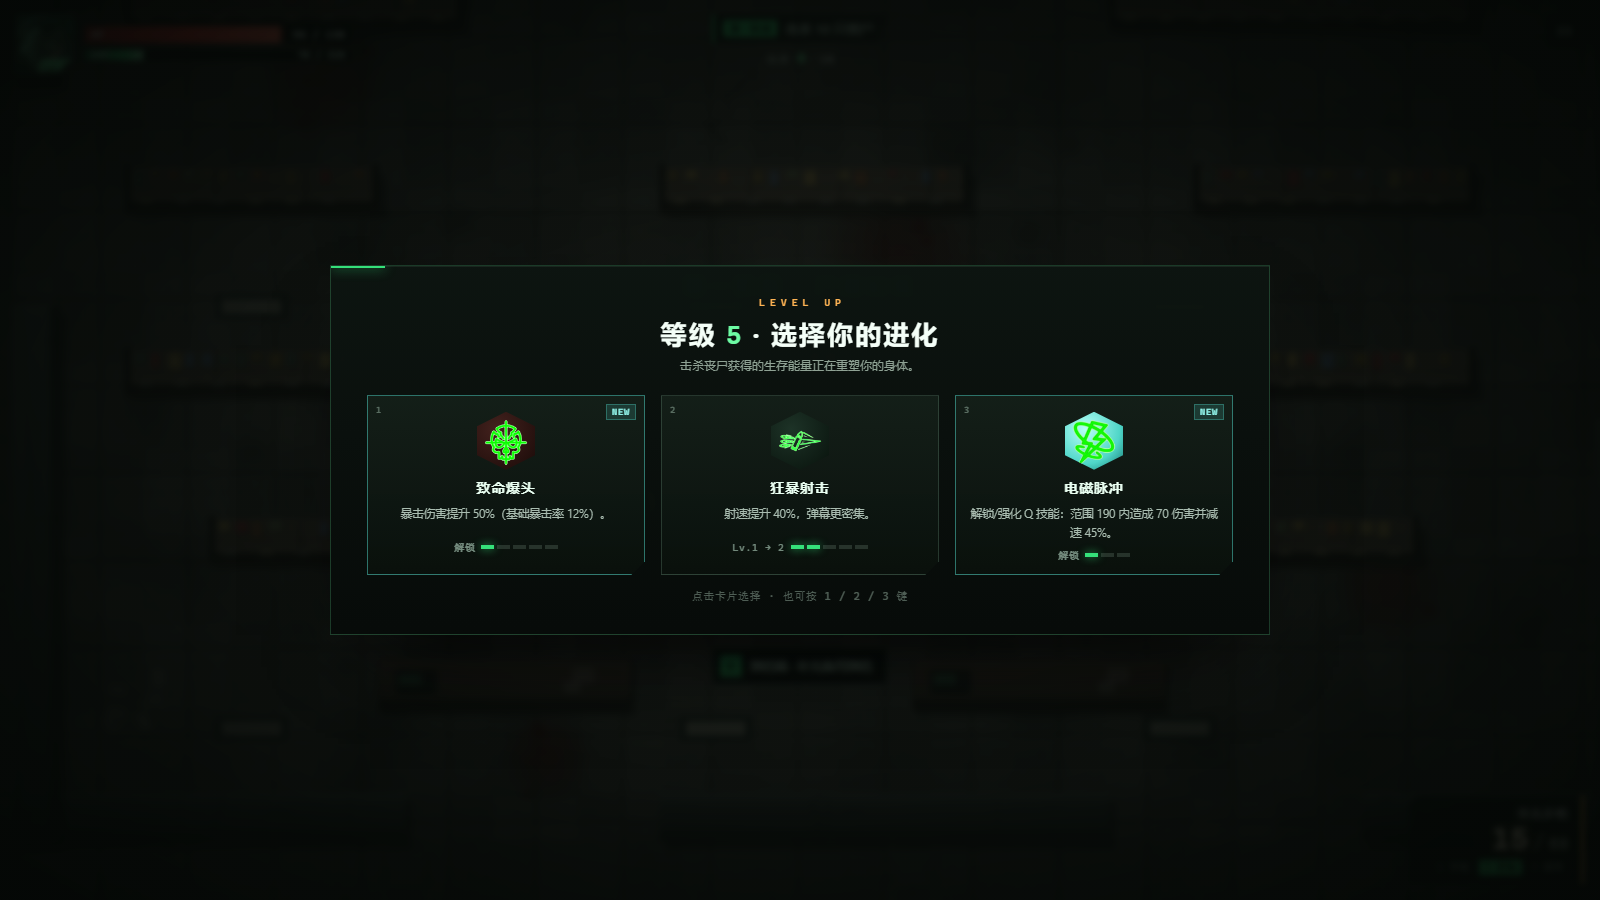 LEVEL UP
等级 5 · 选择你的进化
击杀丧尸获得的生存能量正在重塑你的身体。
1
NEW
致命爆头
暴击伤害提升 50%（基础暴击率 12%）。
解锁
2
狂暴射击
射速提升 40%，弹幕更密集。
Lv.1 → 2
3
NEW
电磁脉冲
解锁/强化 Q 技能：范围 190 内造成 70 伤害并减
速 45%。
解锁
点击卡片选择 · 也可按 1 / 2 / 3 键
15